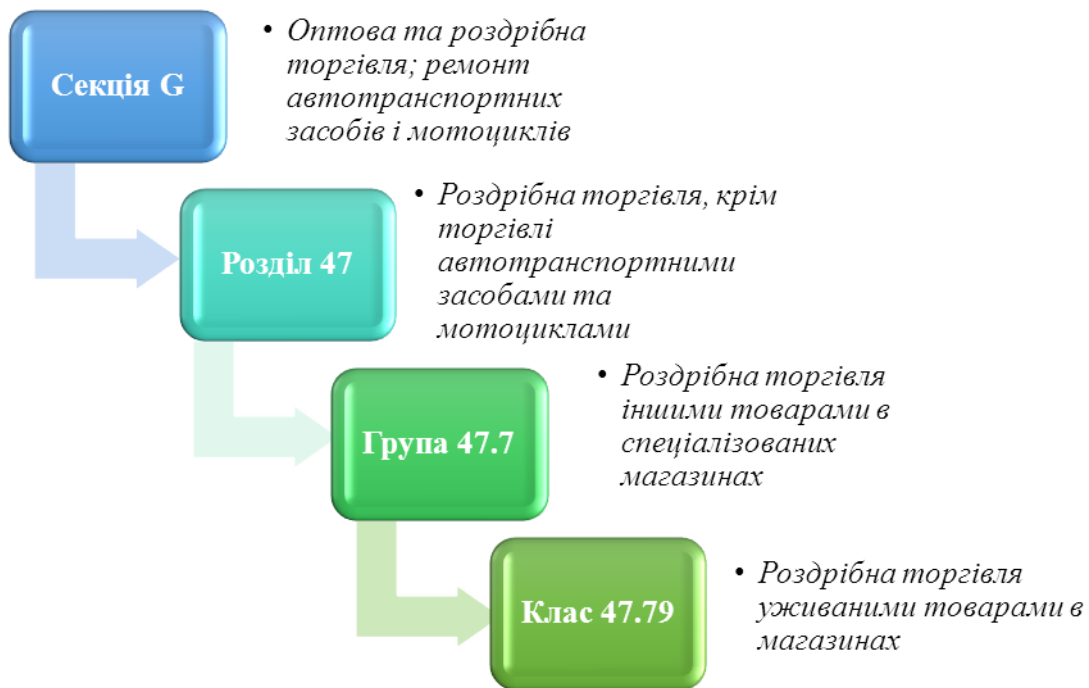 Секція G
• Оптова та роздрібна
торгівля; ремонт
автотранспортних
засобів і мотоциклів
Розділ 47
• Роздрібна торгівля, крім
торгівлі
автотранспортними
засобами та
мотоциклами
Група 47.7
• Роздрібна торгівля
іншими товарами в
спеціалізованих
магазинах
Клас 47.79
• Роздрібна торгівля
уживаними товарами в
магазинах